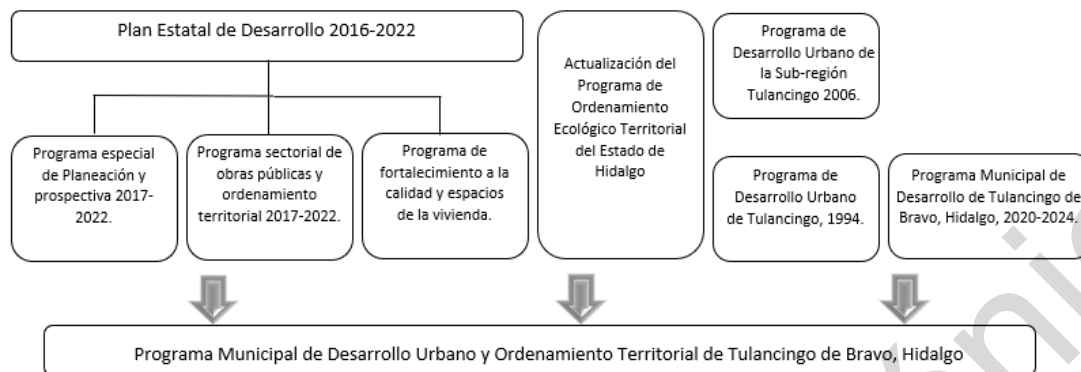 Plan Estatal de Desarrollo 2016-2022
Programa especial
de Planeación y
prospectiva 2017-
2022.
Programa sectorial de
obras públicas y
ordenamiento
territorial 2017-2022.
Programa de
fortalecimiento a la
calidad y espacios
de la vivienda.
Actualización del
Programa de
Ordenamiento
Ecológico Territorial
del Estado de
Hidalgo
Programa de
Desarrollo Urbano de
la Sub-región
Tulancingo 2006.
Programa de
Desarrollo Urbano
de Tulancingo, 1994.
Programa Municipal de
Desarrollo de Tulancingo de
Bravo, Hidalgo, 2020-2024.
Programa Municipal de Desarrollo Urbano y Ordenamiento Territorial de Tulancingo de Bravo, Hidalgo